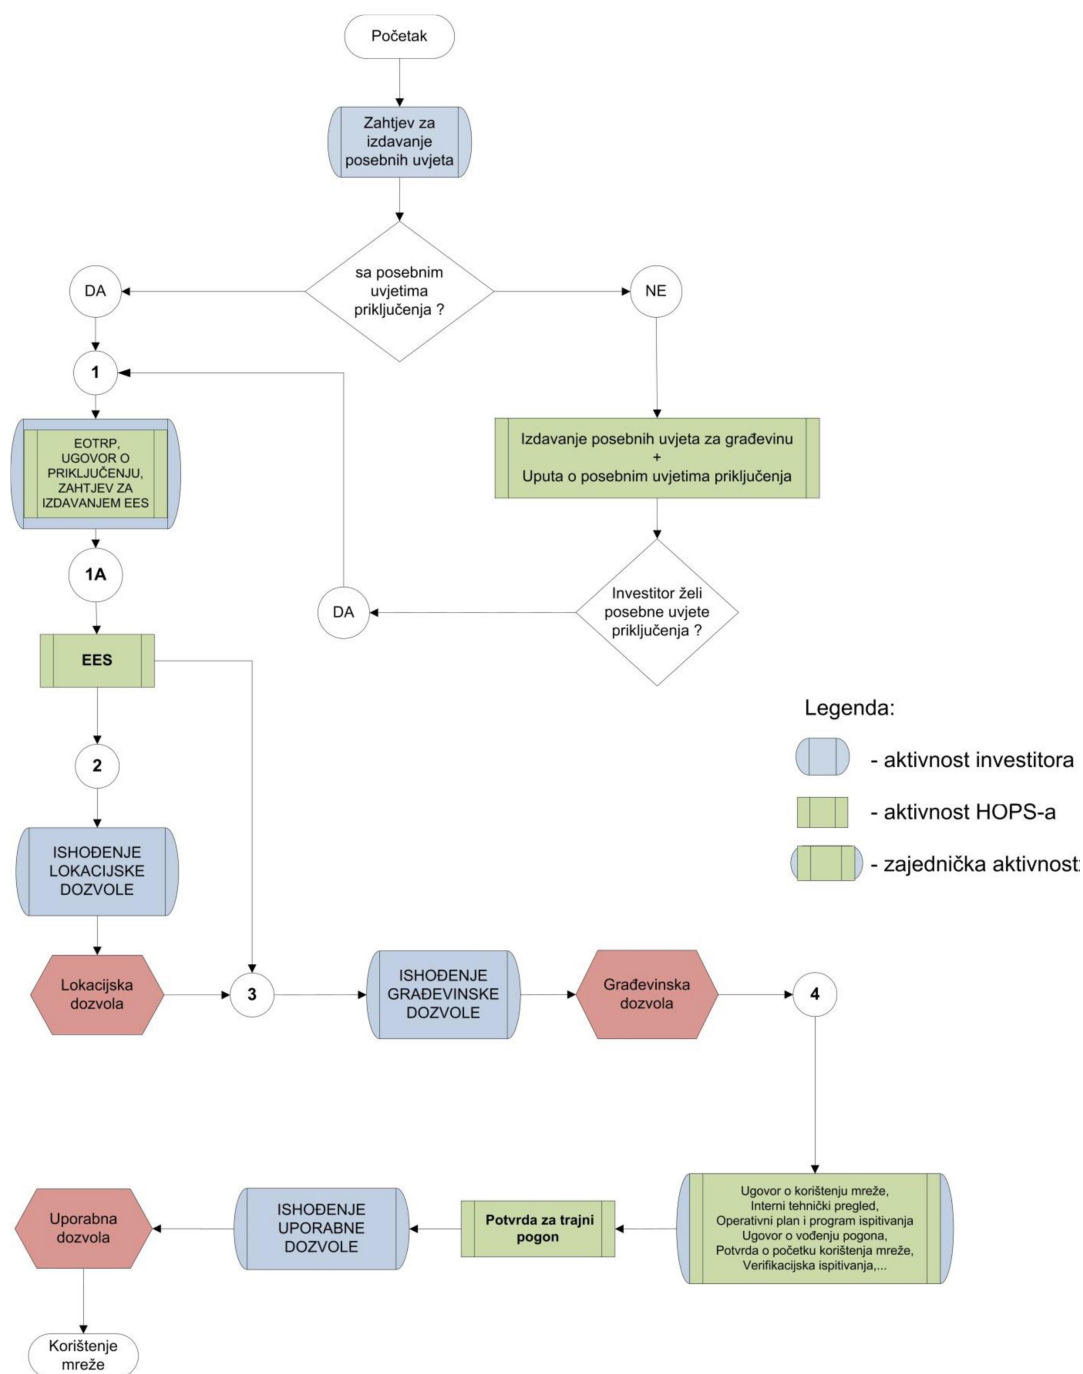 Početak
Zahtjev za
izdavanje
posebnih uvjeta
sa posebnim
uvjetima
priključenja ?
DA
NE
1
EOTRP,
UGOVOR O
PRIKLJUČENJU,
ZAHTJEV ZA
IZDAVANJEM EES
Izdavanje posebnih uvjeta za građevinu
+
Uputa o posebnim uvjetima priključenja
1A
DA
Investitor želi
posebne uvjete
priključenja ?
EES
2
Legenda:
- aktivnost investitora
- aktivnost HOPS-a
- zajednička aktivnost
ISHOĐENJE
LOKACIJSKE
DOZVOLE
Lokacijska
dozvola
3
ISHOĐENJE
GRAĐEVINSKE
DOZVOLE
Građevinska
dozvola
4
Ugovor o korištenju mreže,
Interni tehnički pregled,
Operativni plan i program ispitivanja
Ugovor o vođenju pogona,
Potvrda o početku korištenja mreže,
Verifikacijska ispitivanja,...
Potvrda za trajni
pogon
ISHOĐENJE
UPORABNE
DOZVOLE
Uporabna
dozvola
Korištenje
mreže